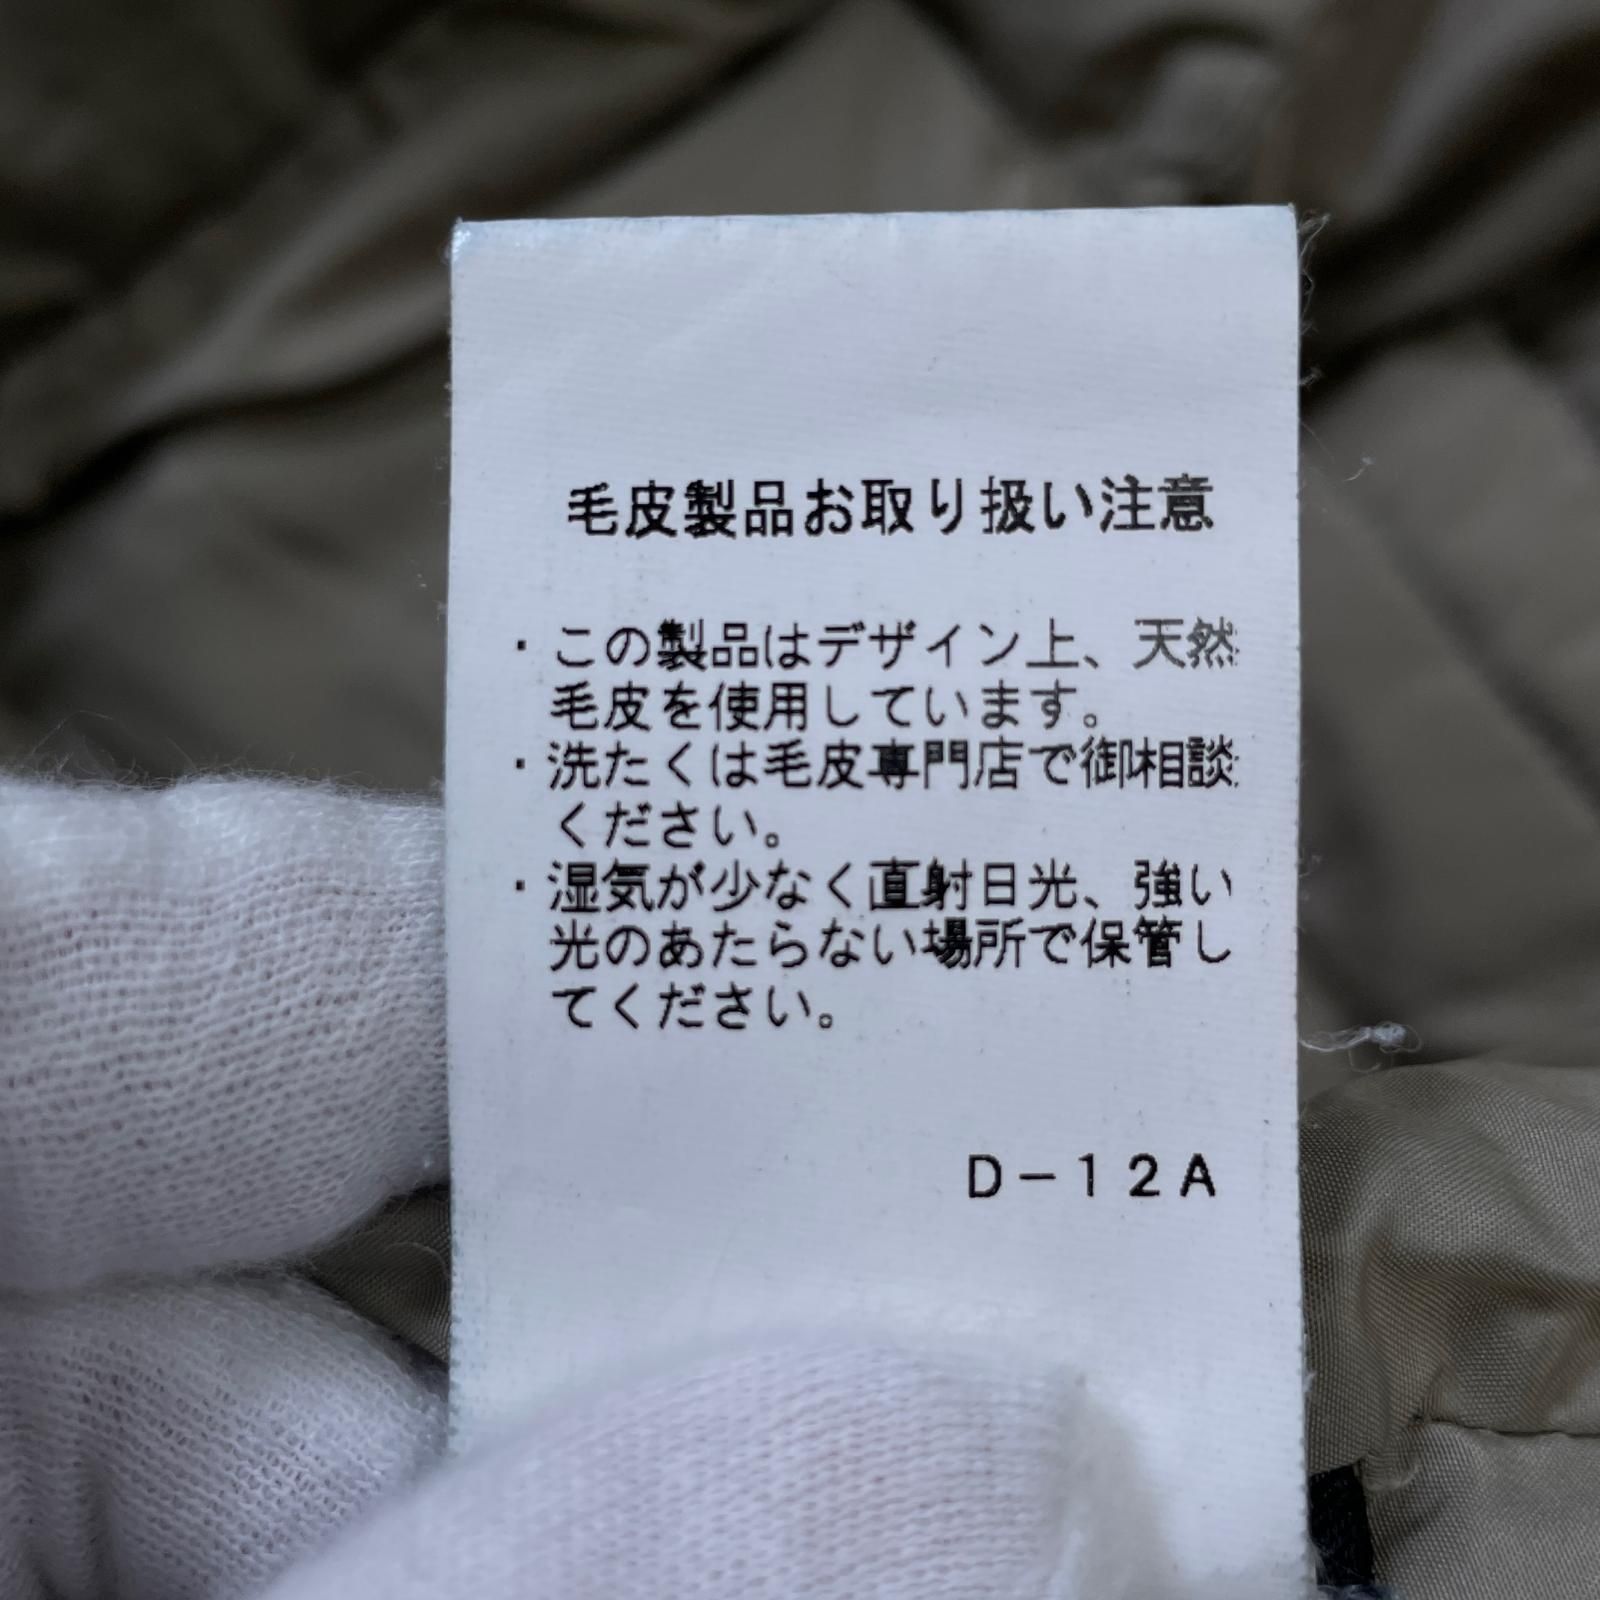 毛皮製品お取り扱い注意
・この製品はデザイン上、天然
毛皮を使用しています。
・洗たくは毛皮専門店で御相談
ください。
・湿気が少なく直射日光、強い
光のあたらない場所で保管し
てください。
D-12A